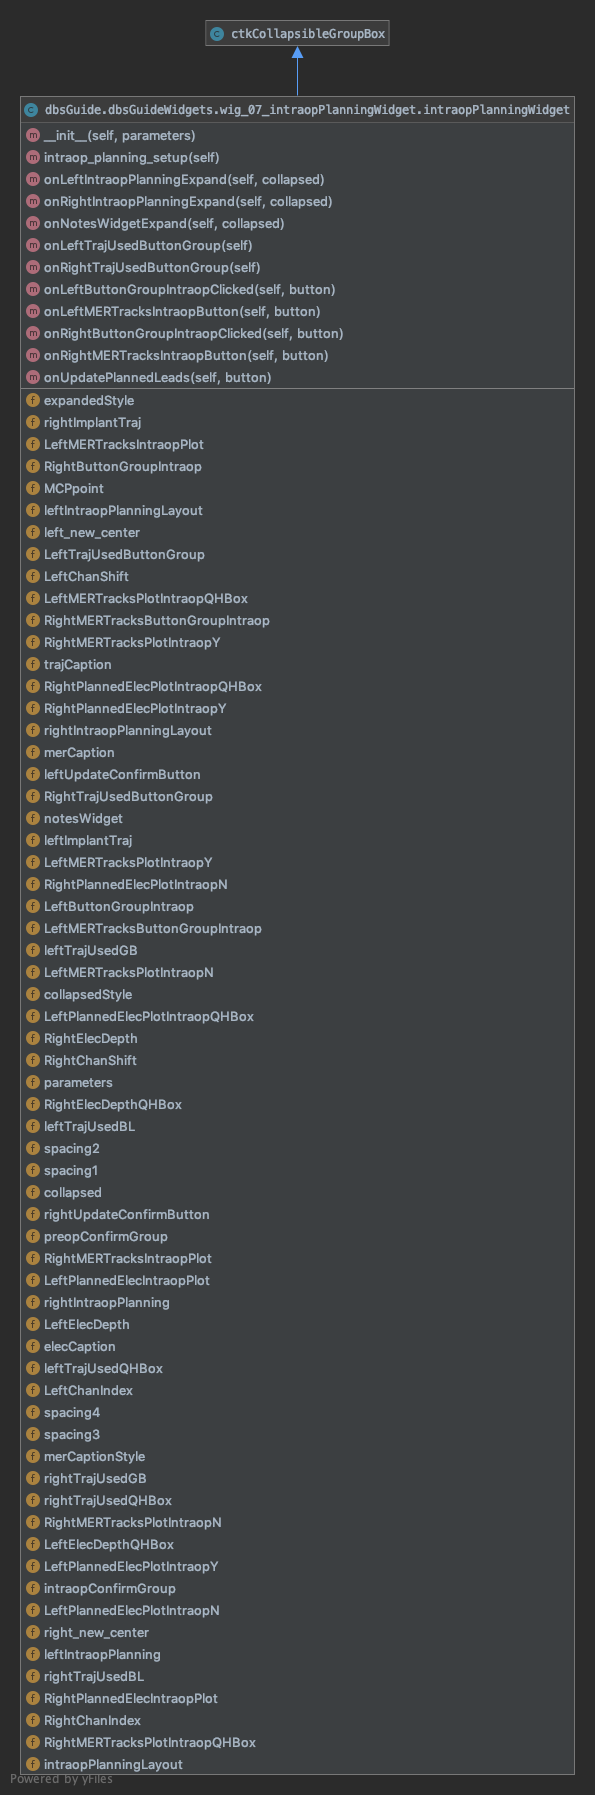 ctkCollapsibleGroupBox
dbsGuide.dbsGuideWidgets.wig_07_intraopPlanningWidget.intraopPlanningWidget
__init__(self, parameters)
intraop_planning_setup(self)
onLeftIntraopPlanningExpand(self, collapsed)
onRightIntraopPlanningExpand(self, collapsed)
onNotesWidgetExpand(self, collapsed)
onLeftTrajUsedButtonGroup(self)
onRightTrajUsedButtonGroup(self)
onLeftButtonGroupIntraopClicked(self, button)
onLeftMERTracksIntraopButton(self, button)
onRightButtonGroupIntraopClicked(self, button)
onRightMERTracksIntraopButton(self, button)
onUpdatePlannedLeads(self, button)
expandedStyle
rightImplantTraj
LeftMERTracksIntraopPlot
RightButtonGroupIntraop
MCPpoint
leftIntraopPlanningLayout
left_new_center
LeftTrajUsedButtonGroup
LeftChanShift
LeftMERTracksPlotIntraopQHBox
RightMERTracksButtonGroupIntraop
RightMERTracksPlotIntraopY
trajCaption
RightPlannedElecPlotIntraopQHBox
RightPlannedElecPlotIntraopY
rightIntraopPlanningLayout
merCaption
leftUpdateConfirmButton
RightTrajUsedButtonGroup
notesWidget
leftImplantTraj
LeftMERTracksPlotIntraopY
RightPlannedElecPlotIntraopN
LeftButtonGroupIntraop
LeftMERTracksButtonGroupIntraop
leftTrajUsedGB
LeftMERTracksPlotIntraopN
collapsedStyle
LeftPlannedElecPlotIntraopQHBox
RightElecDepth
RightChanShift
parameters
RightElecDepthQHBox
leftTrajUsedBL
spacing2
spacing1
collapsed
rightUpdateConfirmButton
preopConfirmGroup
RightMERTracksIntraopPlot
LeftPlannedElecIntraopPlot
rightIntraopPlanning
LeftElecDepth
elecCaption
leftTrajUsedQHBox
LeftChanIndex
spacing4
spacing3
merCaptionStyle
rightTrajUsedGB
rightTrajUsedQHBox
RightMERTracksPlotIntraopN
LeftElecDepthQHBox
LeftPlannedElecPlotIntraopY
intraopConfirmGroup
LeftPlannedElecPlotIntraopN
right_new_center
leftIntraopPlanning
rightTrajUsedBL
RightPlannedElecIntraopPlot
RightChanIndex
RightMERTracksPlotIntraopQHBox
intraopPlanningLayout
Powered by yFiles